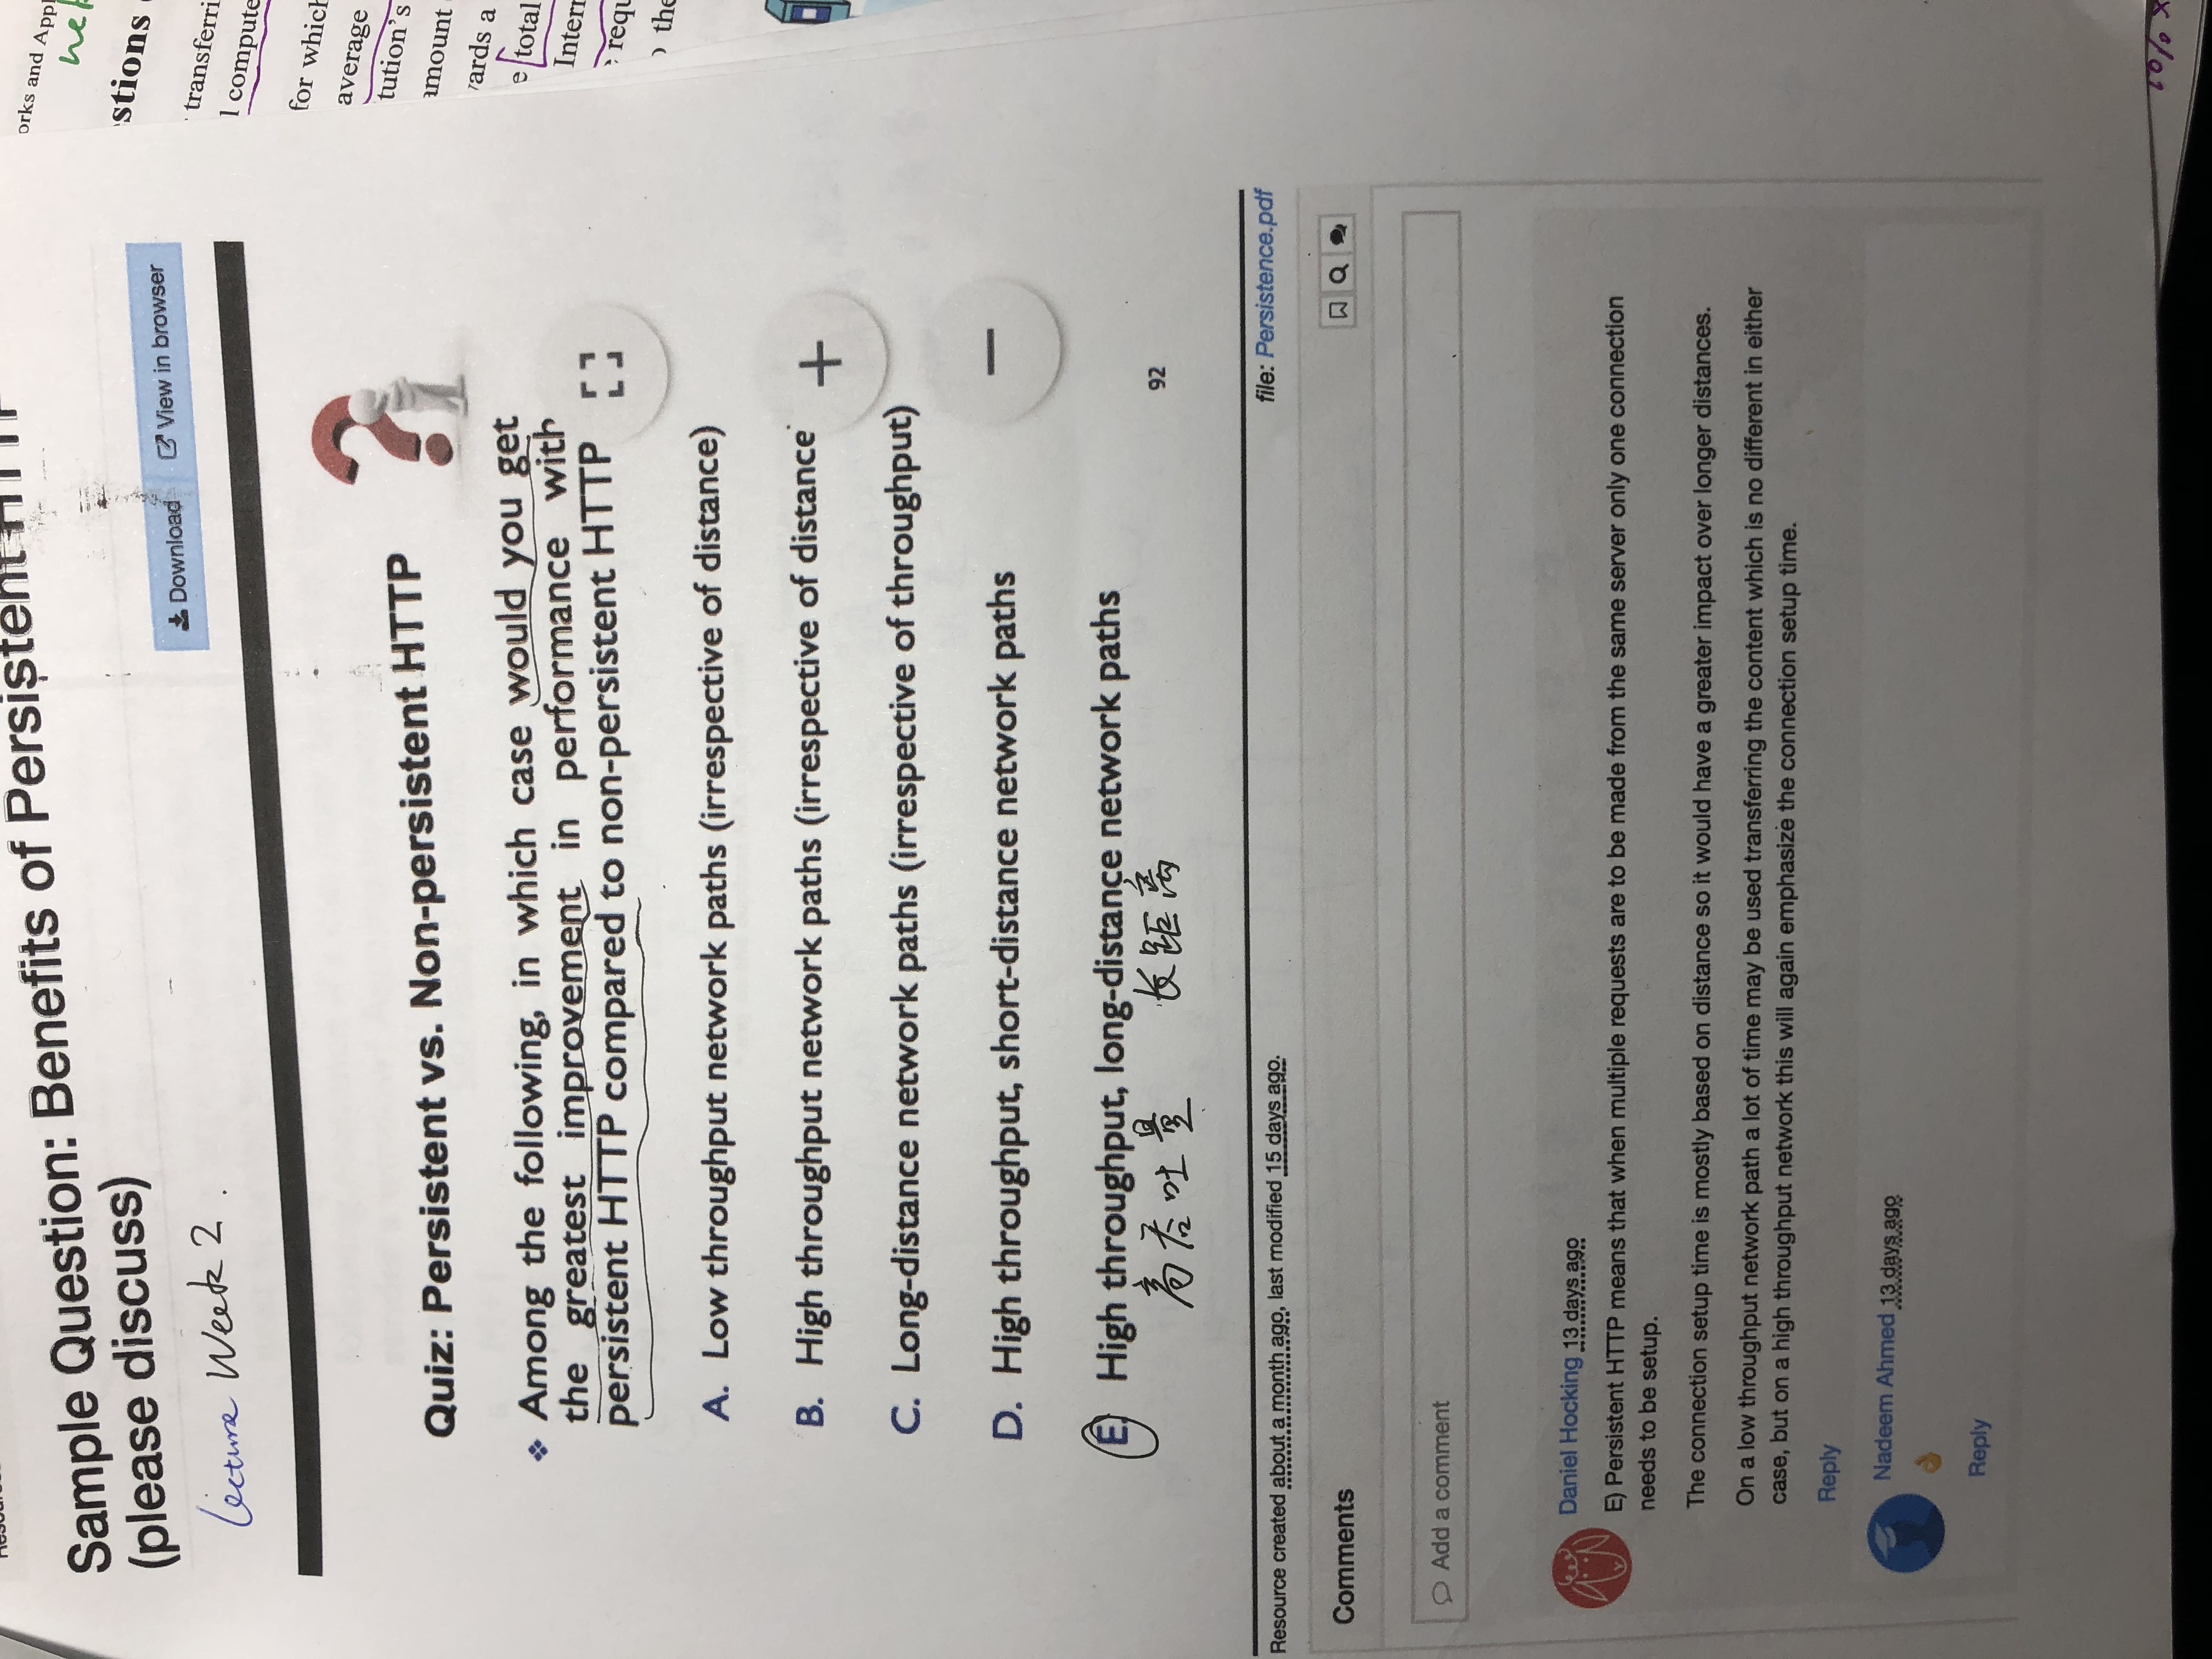 Sample Question: Benefits of Persistent HTTP
(please discuss)
Download View in browser
Lecture Week 2.
Quiz: Persistent vs. Non-persistent HTTP
Among the following, in which case would you get
the greatest improvement in performance with
persistent HTTP compared to non-persistent HTTP
A. Low throughput network paths (irrespective of distance)
B. High throughput network paths (irrespective of distance
C. Long-distance network paths (irrespective of throughput)
D. High throughput, short-distance network paths
E. High throughput, long-distance network paths
高吞吐量 长距离
92
Resource created about a month ago, last modified 15 days ago.
file: Persistence.pdf
Comments
Add a comment
Daniel Hocking 13 days ago
E) Persistent HTTP means that when multiple requests are to be made from the same server only one connection
needs to be setup.
The connection setup time is mostly based on distance so it would have a greater impact over longer distances.
On a low throughput network path a lot of time may be used transferring the content which is no different in either
case, but on a high throughput network this will again emphasize the connection setup time.
Reply
Nadeem Ahmed 13 days ago
👌
Reply
orks and Appl
stions
transferri
l compute
for which
average
tution's
amount
ards a
e total
Intern
requ
the
10% x